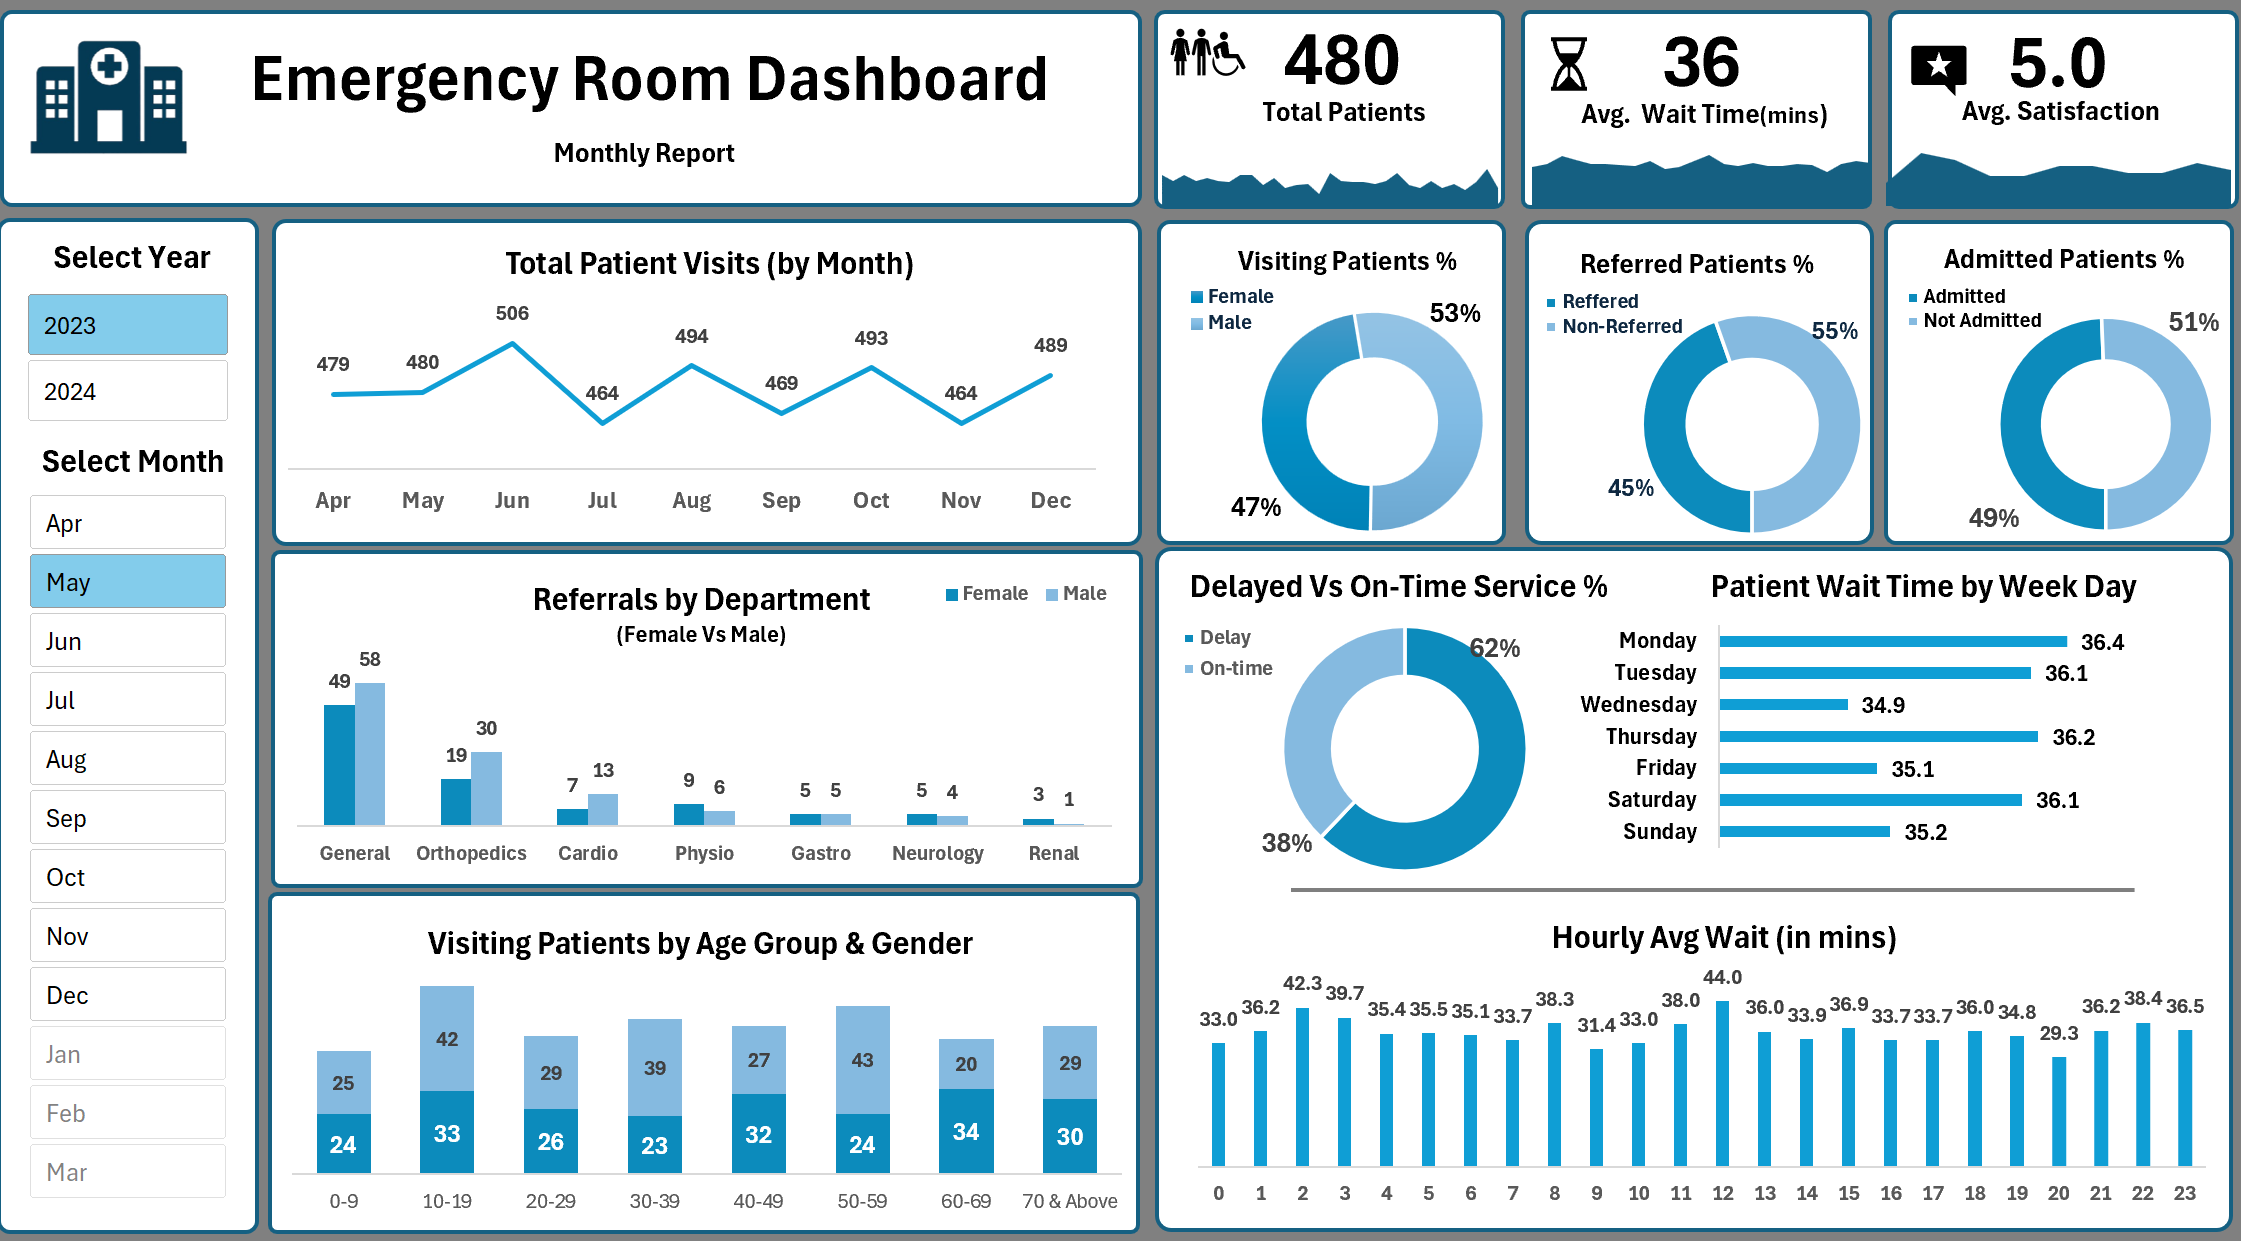 Emergency Room Dashboard
Monthly Report
480
Total Patients
36
Avg. Wait Time(mins)
5.0
Avg. Satisfaction
Select Year
2023
2024
Select Month
Apr
May
Jun
Jul
Aug
Sep
Oct
Nov
Dec
Jan
Feb
Mar
Total Patient Visits (by Month)
479 480 506 464 494 469 493 464 489
Apr May Jun Jul Aug Sep Oct Nov Dec
Visiting Patients %
Female
Male
53%
47%
Referred Patients %
Reffered
Non-Referred
55%
45%
Admitted Patients %
Admitted
Not Admitted
51%
49%
Referrals by Department
(Female Vs Male)
Female Male
49 58 19 30 7 13 9 6 5 5 5 4 3 1
General Orthopedics Cardio Physio Gastro Neurology Renal
Visiting Patients by Age Group & Gender
25 42 29 39 27 43 20 29
24 33 26 23 32 24 34 30
0-9 10-19 20-29 30-39 40-49 50-59 60-69 70 & Above
Delayed Vs On-Time Service %
Delay
On-time
62%
38%
Patient Wait Time by Week Day
Monday 36.4
Tuesday 36.1
Wednesday 34.9
Thursday 36.2
Friday 35.1
Saturday 36.1
Sunday 35.2
Hourly Avg Wait (in mins)
33.0 36.2 42.3 39.7 35.4 35.5 35.1 33.7 38.3 31.4 33.0 38.0 44.0 36.0 33.9 36.9 33.7 33.7 36.0 34.8 29.3 36.2 38.4 36.5
0 1 2 3 4 5 6 7 8 9 10 11 12 13 14 15 16 17 18 19 20 21 22 23